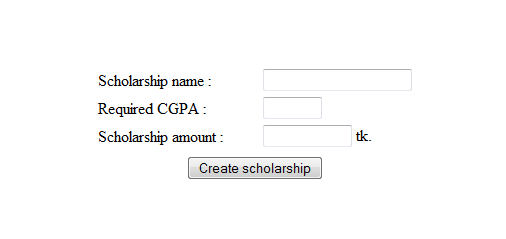 Scholarship name :
Required CGPA :
Scholarship amount : tk.
Create scholarship